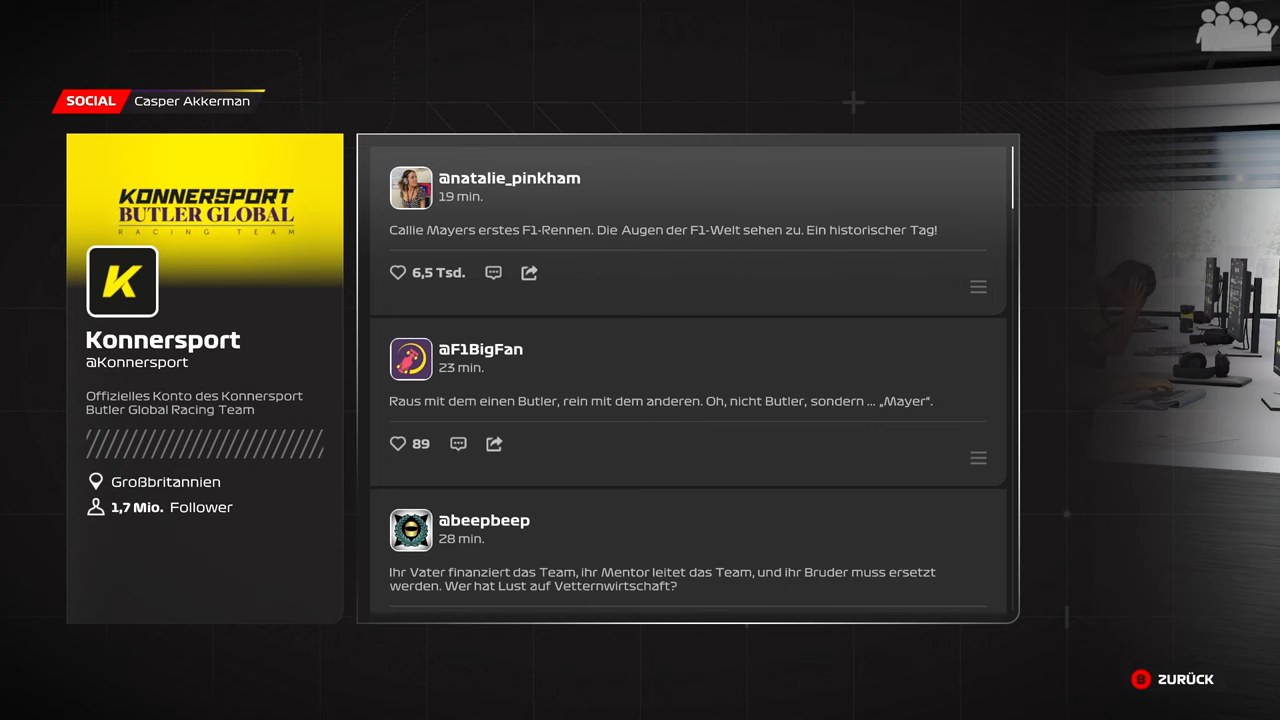 SOCIAL Casper Akkerman
KONNERSPORT
BUTLER GLOBAL
RACING TEAM
K
Konnersport
@Konnersport
Offizielles Konto des Konnersport
Butler Global Racing Team
Großbritannien
1,7 Mio. Follower
@natalie_pinkham
19 min.
Callie Mayers erstes F1-Rennen. Die Augen der F1-Welt sehen zu. Ein historischer Tag!
6,5 Tsd.
@F1BigFan
23 min.
Raus mit dem einen Butler, rein mit dem anderen. Oh, nicht Butler, sondern ... „Mayer“.
89
@beepbeep
28 min.
Ihr Vater finanziert das Team, ihr Mentor leitet das Team, und ihr Bruder muss ersetzt
werden. Wer hat Lust auf Vetternwirtschaft?
B ZURÜCK